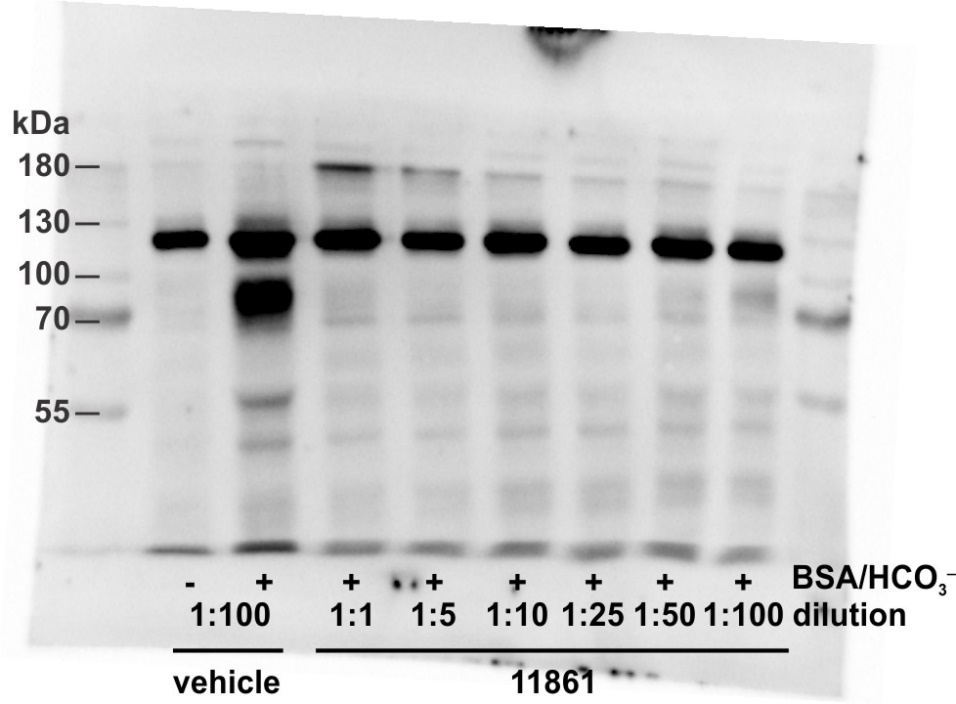 kDa
180
130
100
70
55
- + + + + + + + BSA/HCO₃⁻
1:100 1:1 1:5 1:10 1:25 1:50 1:100 dilution
vehicle 11861